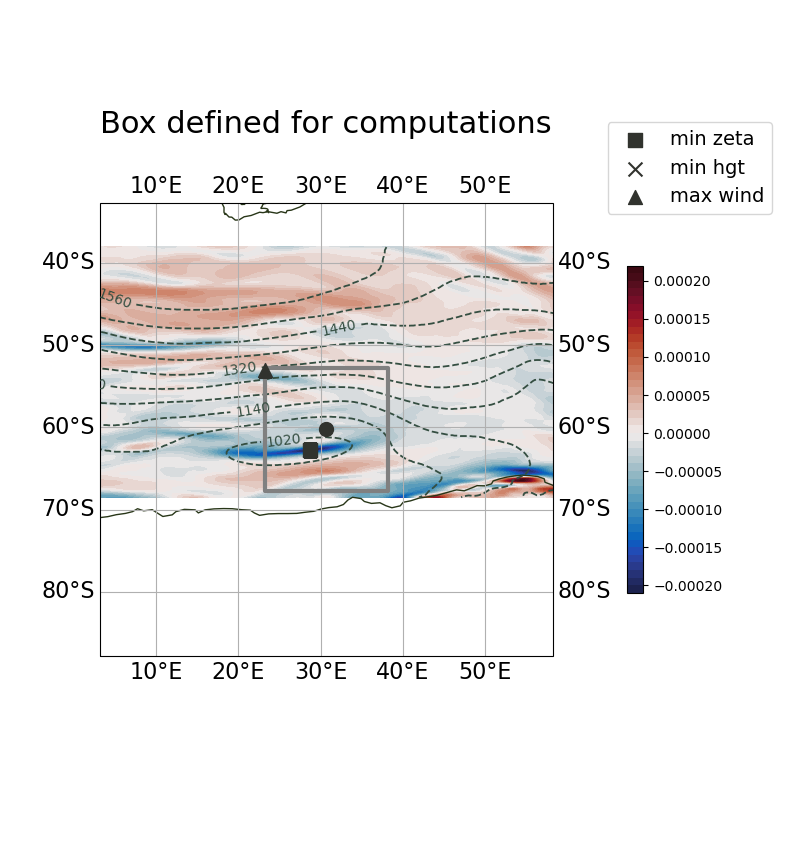 Box defined for computations
min zeta
min hgt
max wind
10°E 20°E 30°E 40°E 50°E
40°S 40°S
1560
1440
50°S 50°S
1320
0
1140
60°S 60°S
1020
70°S 70°S
80°S 80°S
10°E 20°E 30°E 40°E 50°E
0.00020
0.00015
0.00010
0.00005
0.00000
−0.00005
−0.00010
−0.00015
−0.00020